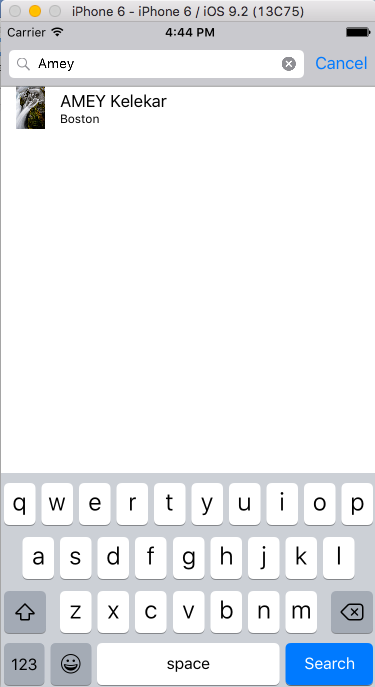 iPhone 6 - iPhone 6 / iOS 9.2 (13C75)
Carrier 4:44 PM
Amey Cancel
AMEY Kelekar
Boston
q w e r t y u i o p
a s d f g h j k l
z x c v b n m
123 space Search